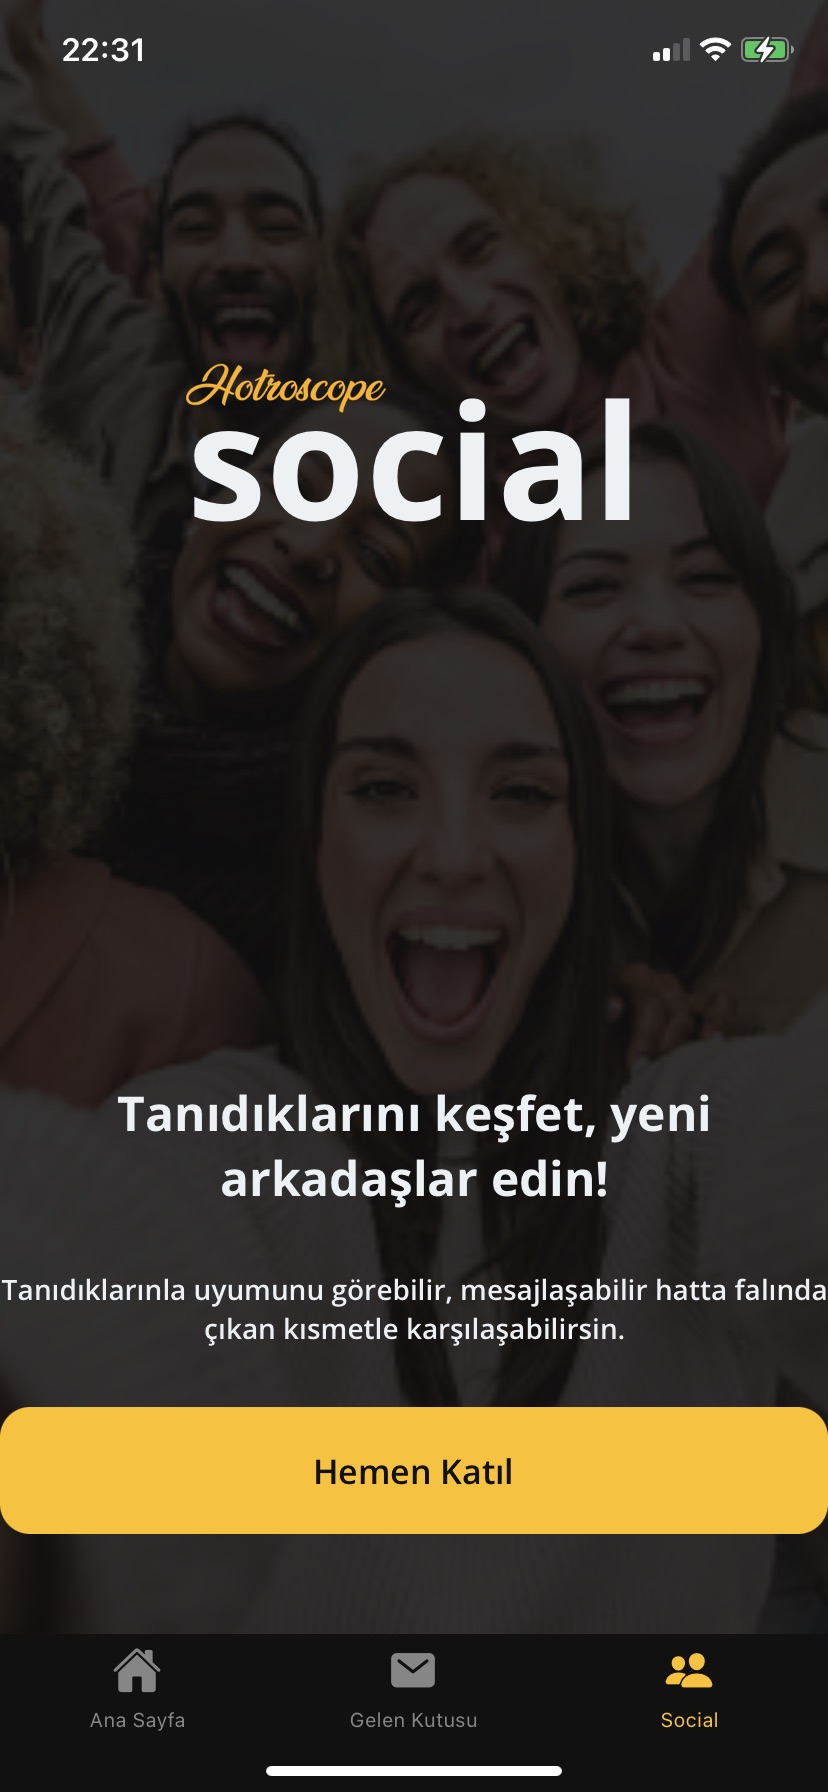 22:31
Hotroscope
social
Tanıdıklarını keşfet, yeni
arkadaşlar edin!
Tanıdıklarınla uyumunu görebilir, mesajlaşabilir hatta falında
çıkan kısmetle karşılaşabilirsin.
Hemen Katıl
Ana Sayfa
Gelen Kutusu
Social